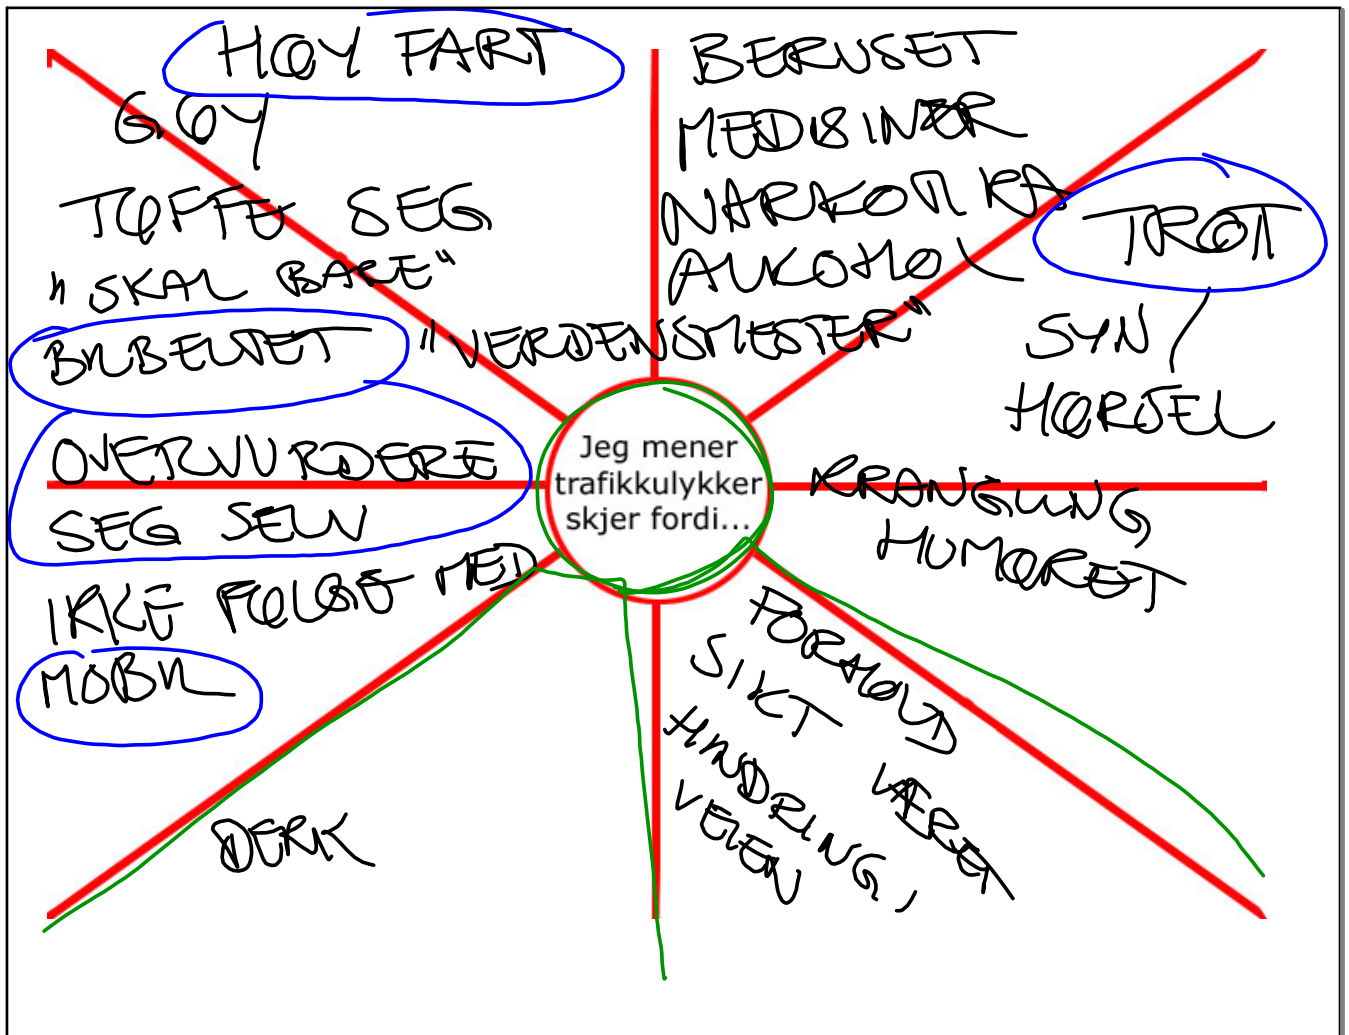 HØY FART
GØY
TØFFE SEG
"SKAL BARE"
BILBELTET
OVERVURDERE
SEG SELV
IKKE FØLGE MED
MOBIL
DEKK
BERUSET
MEDISINER
NARKOTIKA
ALKOHOL
"VERDENSMESTER"
TRØTT
SYN/
HØRSEL
Jeg mener
trafikkulykker
skjer fordi...
KRANGLING
HUMØRET
FORHOLD
SIKT VÆRET
HINDRING,
VEIEN